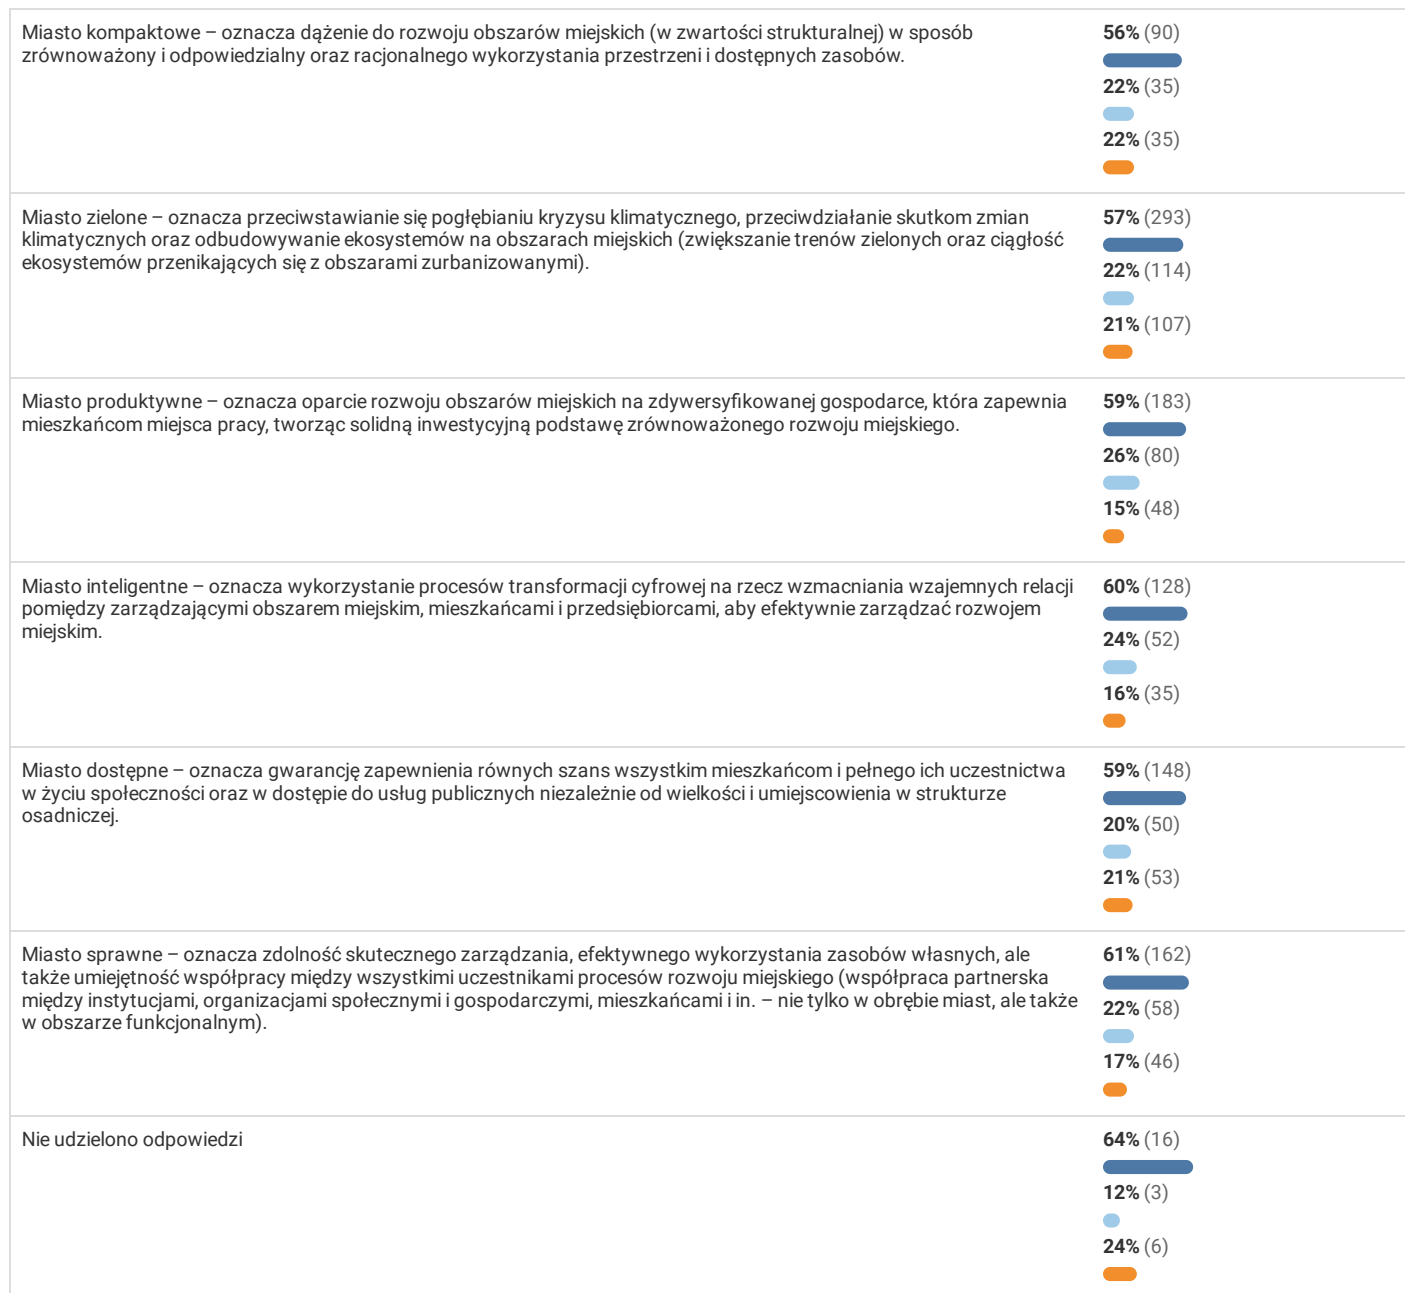 Miasto kompaktowe – oznacza dążenie do rozwoju obszarów miejskich (w zwartości strukturalnej) w sposób
zrównoważony i odpowiedzialny oraz racjonalnego wykorzystania przestrzeni i dostępnych zasobów.
56% (90)
22% (35)
22% (35)
Miasto zielone – oznacza przeciwstawianie się pogłębianiu kryzysu klimatycznego, przeciwdziałanie skutkom zmian
klimatycznych oraz odbudowywanie ekosystemów na obszarach miejskich (zwiększanie trenów zielonych oraz ciągłość
ekosystemów przenikających się z obszarami zurbanizowanymi).
57% (293)
22% (114)
21% (107)
Miasto produktywne – oznacza oparcie rozwoju obszarów miejskich na zdywersyfikowanej gospodarce, która zapewnia
mieszkańcom miejsca pracy, tworząc solidną inwestycyjną podstawę zrównoważonego rozwoju miejskiego.
59% (183)
26% (80)
15% (48)
Miasto inteligentne – oznacza wykorzystanie procesów transformacji cyfrowej na rzecz wzmacniania wzajemnych relacji
pomiędzy zarządzającymi obszarem miejskim, mieszkańcami i przedsiębiorcami, aby efektywnie zarządzać rozwojem
miejskim.
60% (128)
24% (52)
16% (35)
Miasto dostępne – oznacza gwarancję zapewnienia równych szans wszystkim mieszkańcom i pełnego ich uczestnictwa
w życiu społeczności oraz w dostępie do usług publicznych niezależnie od wielkości i umiejscowienia w strukturze
osadniczej.
59% (148)
20% (50)
21% (53)
Miasto sprawne – oznacza zdolność skutecznego zarządzania, efektywnego wykorzystania zasobów własnych, ale
także umiejętność współpracy między wszystkimi uczestnikami procesów rozwoju miejskiego (współpraca partnerska
między instytucjami, organizacjami społecznymi i gospodarczymi, mieszkańcami i in. – nie tylko w obrębie miast, ale także
w obszarze funkcjonalnym).
61% (162)
22% (58)
17% (46)
Nie udzielono odpowiedzi
64% (16)
12% (3)
24% (6)